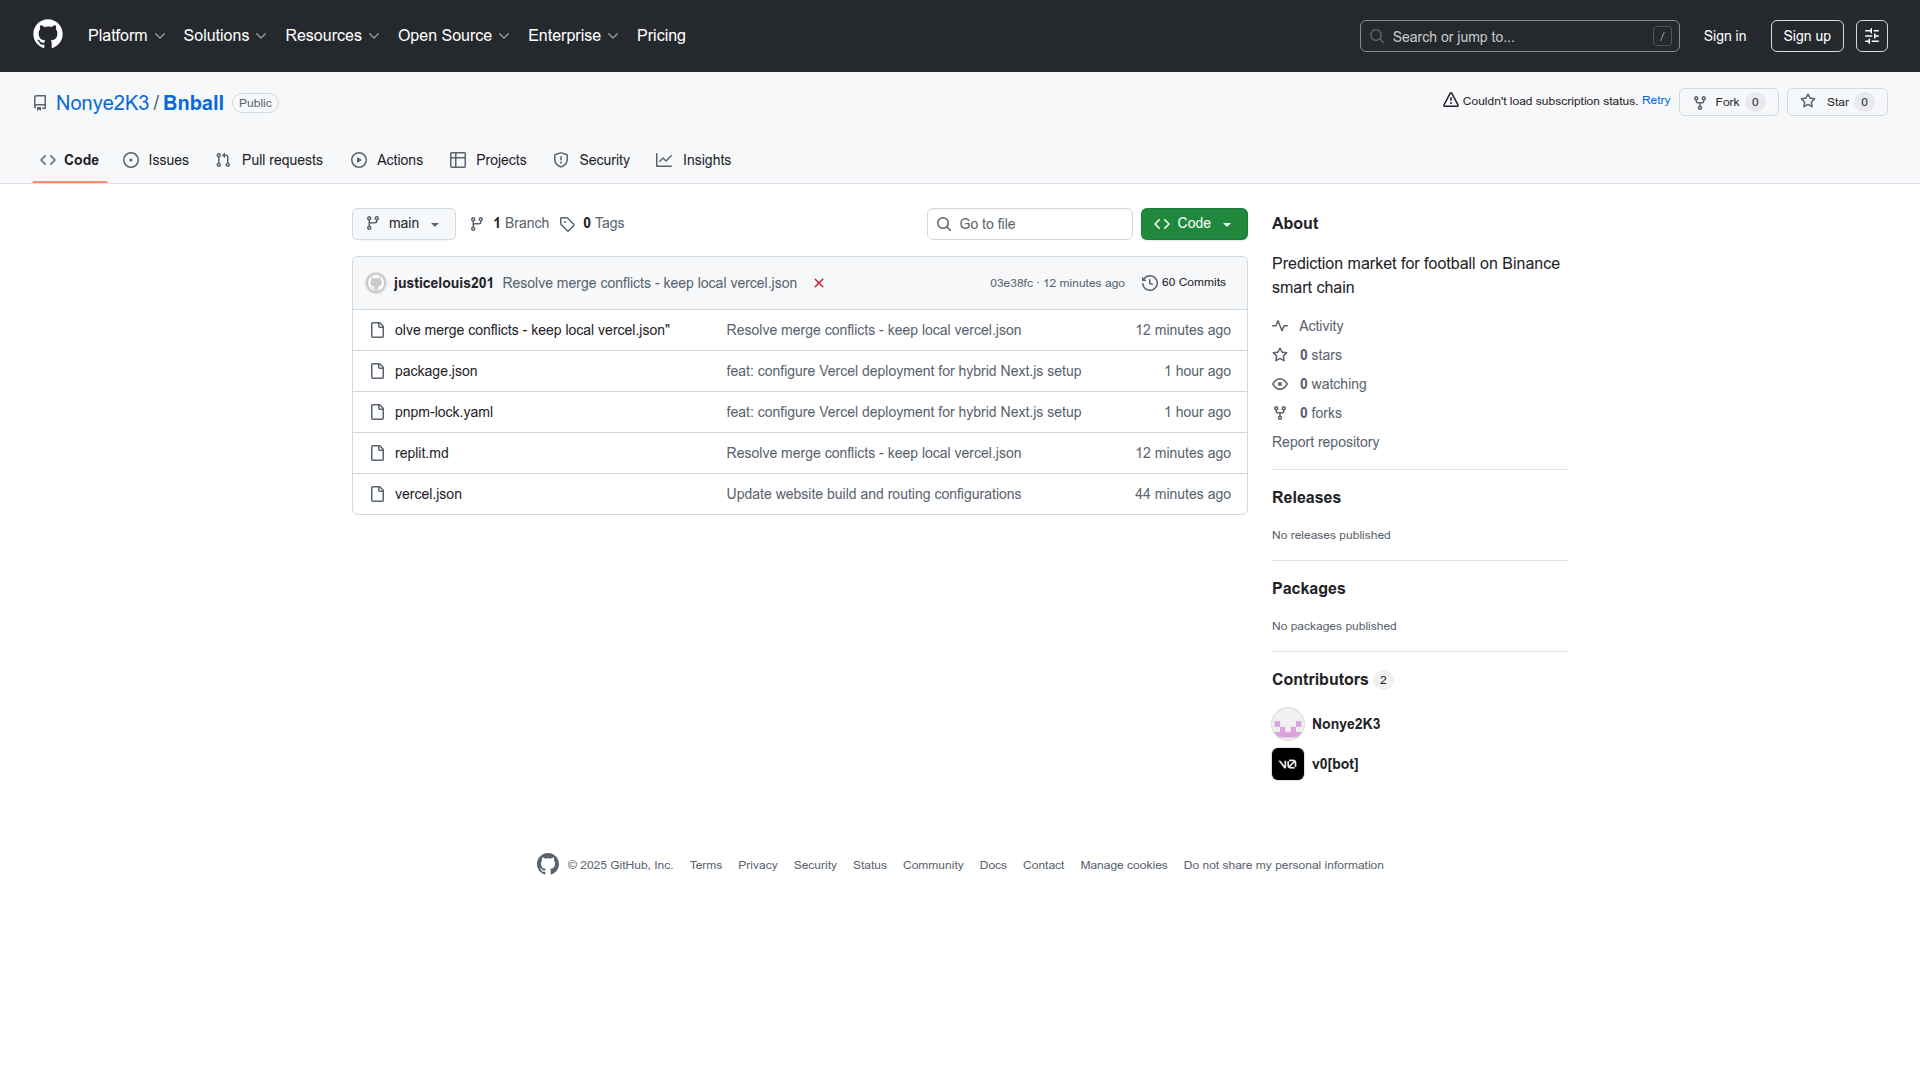 Platform Solutions Resources Open Source Enterprise Pricing Search or jump to... / Sign in Sign up
Nonye2K3 / Bnball Public Couldn't load subscription status. Retry Fork 0 Star 0
Code Issues Pull requests Actions Projects Security Insights
main 1 Branch 0 Tags Go to file Code
justicelouis201 Resolve merge conflicts - keep local vercel.json 03e38fc · 12 minutes ago 60 Commits
olve merge conflicts - keep local vercel.json" Resolve merge conflicts - keep local vercel.json 12 minutes ago
package.json feat: configure Vercel deployment for hybrid Next.js setup 1 hour ago
pnpm-lock.yaml feat: configure Vercel deployment for hybrid Next.js setup 1 hour ago
replit.md Resolve merge conflicts - keep local vercel.json 12 minutes ago
vercel.json Update website build and routing configurations 44 minutes ago
About
Prediction market for football on Binance
smart chain
Activity
0 stars
0 watching
0 forks
Report repository
Releases
No releases published
Packages
No packages published
Contributors 2
Nonye2K3
v0 v0[bot]
© 2025 GitHub, Inc. Terms Privacy Security Status Community Docs Contact Manage cookies Do not share my personal information